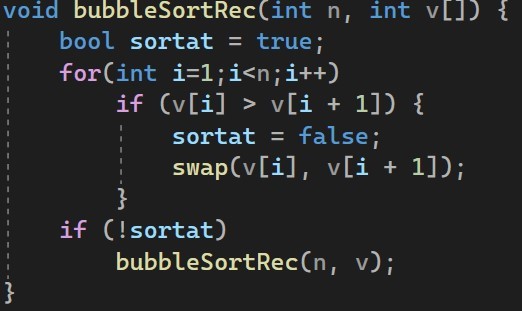 void bubbleSortRec(int n, int v[]) {
    bool sortat = true;
    for(int i=1;i<n;i++)
        if (v[i] > v[i + 1]) {
            sortat = false;
            swap(v[i], v[i + 1]);
        }
    if (!sortat)
        bubbleSortRec(n, v);
}